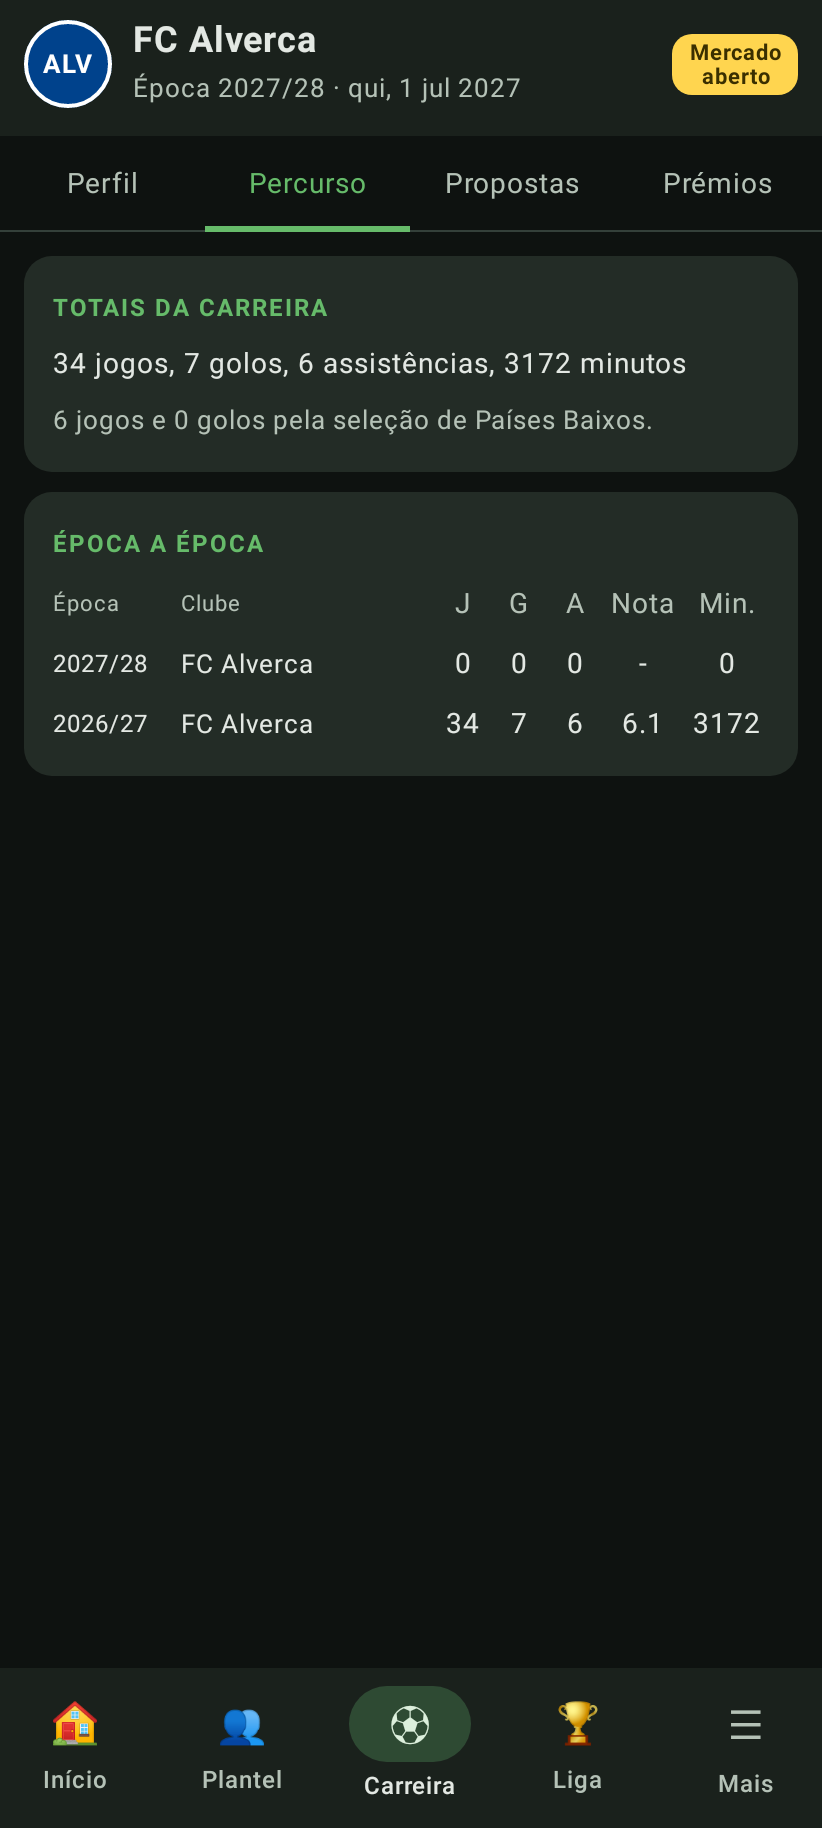 ALV
FC Alverca
Época 2027/28 · qui, 1 jul 2027
Mercado
aberto
Perfil Percurso Propostas Prémios
TOTAIS DA CARREIRA
34 jogos, 7 golos, 6 assistências, 3172 minutos
6 jogos e 0 golos pela seleção de Países Baixos.
ÉPOCA A ÉPOCA
Época Clube J G A Nota Min.
2027/28 FC Alverca 0 0 0 - 0
2026/27 FC Alverca 34 7 6 6.1 3172
Início Plantel Carreira Liga Mais